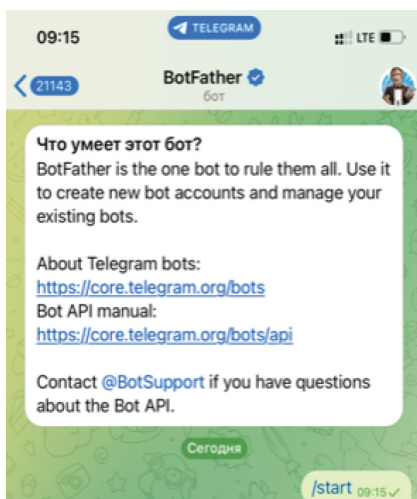 09:15
TELEGRAM
LTE
21143
BotFather
бот
Что умеет этот бот?
BotFather is the one bot to rule them all. Use it
to create new bot accounts and manage your
existing bots.
About Telegram bots:
https://core.telegram.org/bots
Bot API manual:
https://core.telegram.org/bots/api
Contact @BotSupport if you have questions
about the Bot API.
Сегодня
/start 09:15